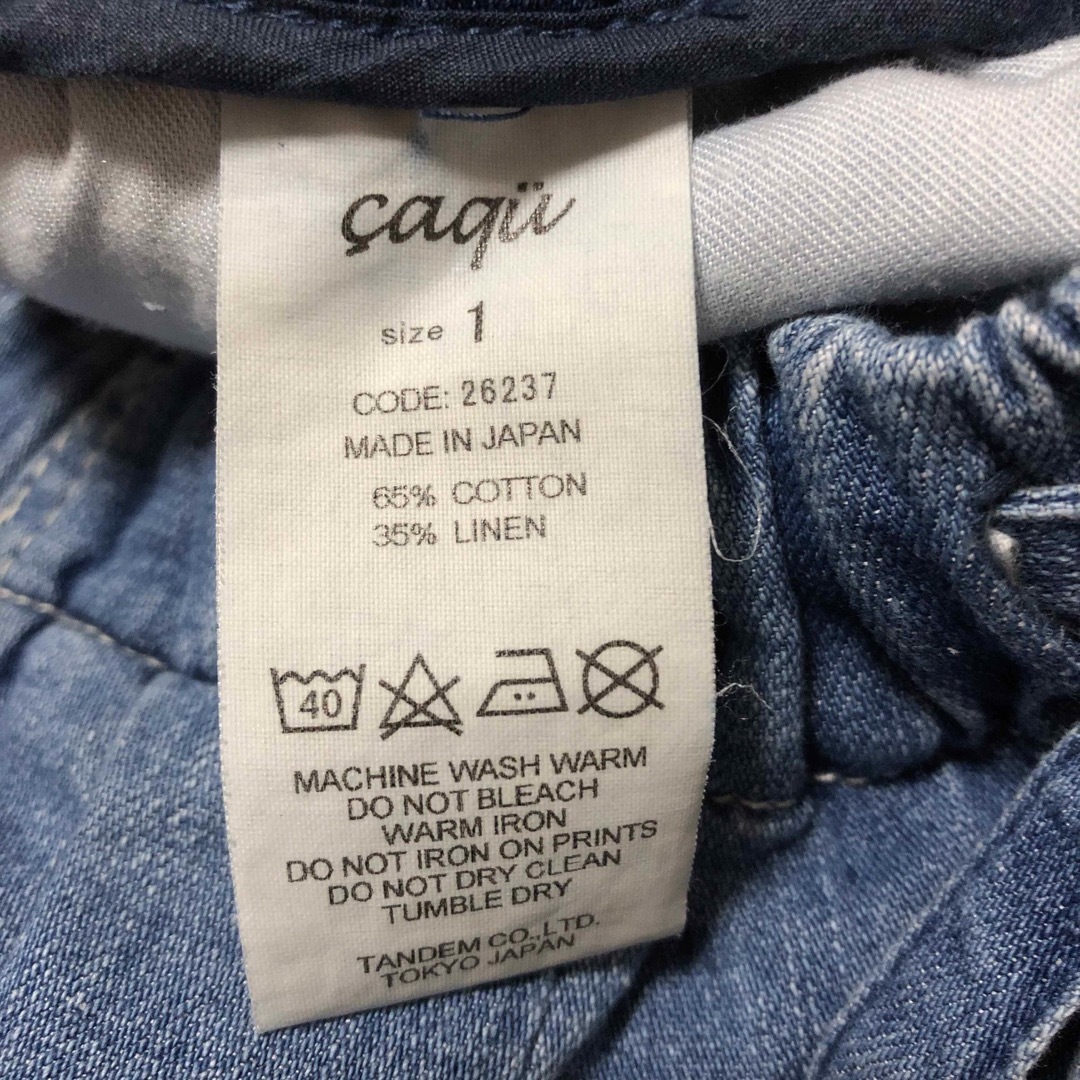 çaqü
size 1
CODE: 26237
MADE IN JAPAN
65% COTTON
35% LINEN
40
MACHINE WASH WARM
DO NOT BLEACH
WARM IRON
DO NOT IRON ON PRINTS
DO NOT DRY CLEAN
TUMBLE DRY
TANDEM CO.,LTD.
TOKYO JAPAN